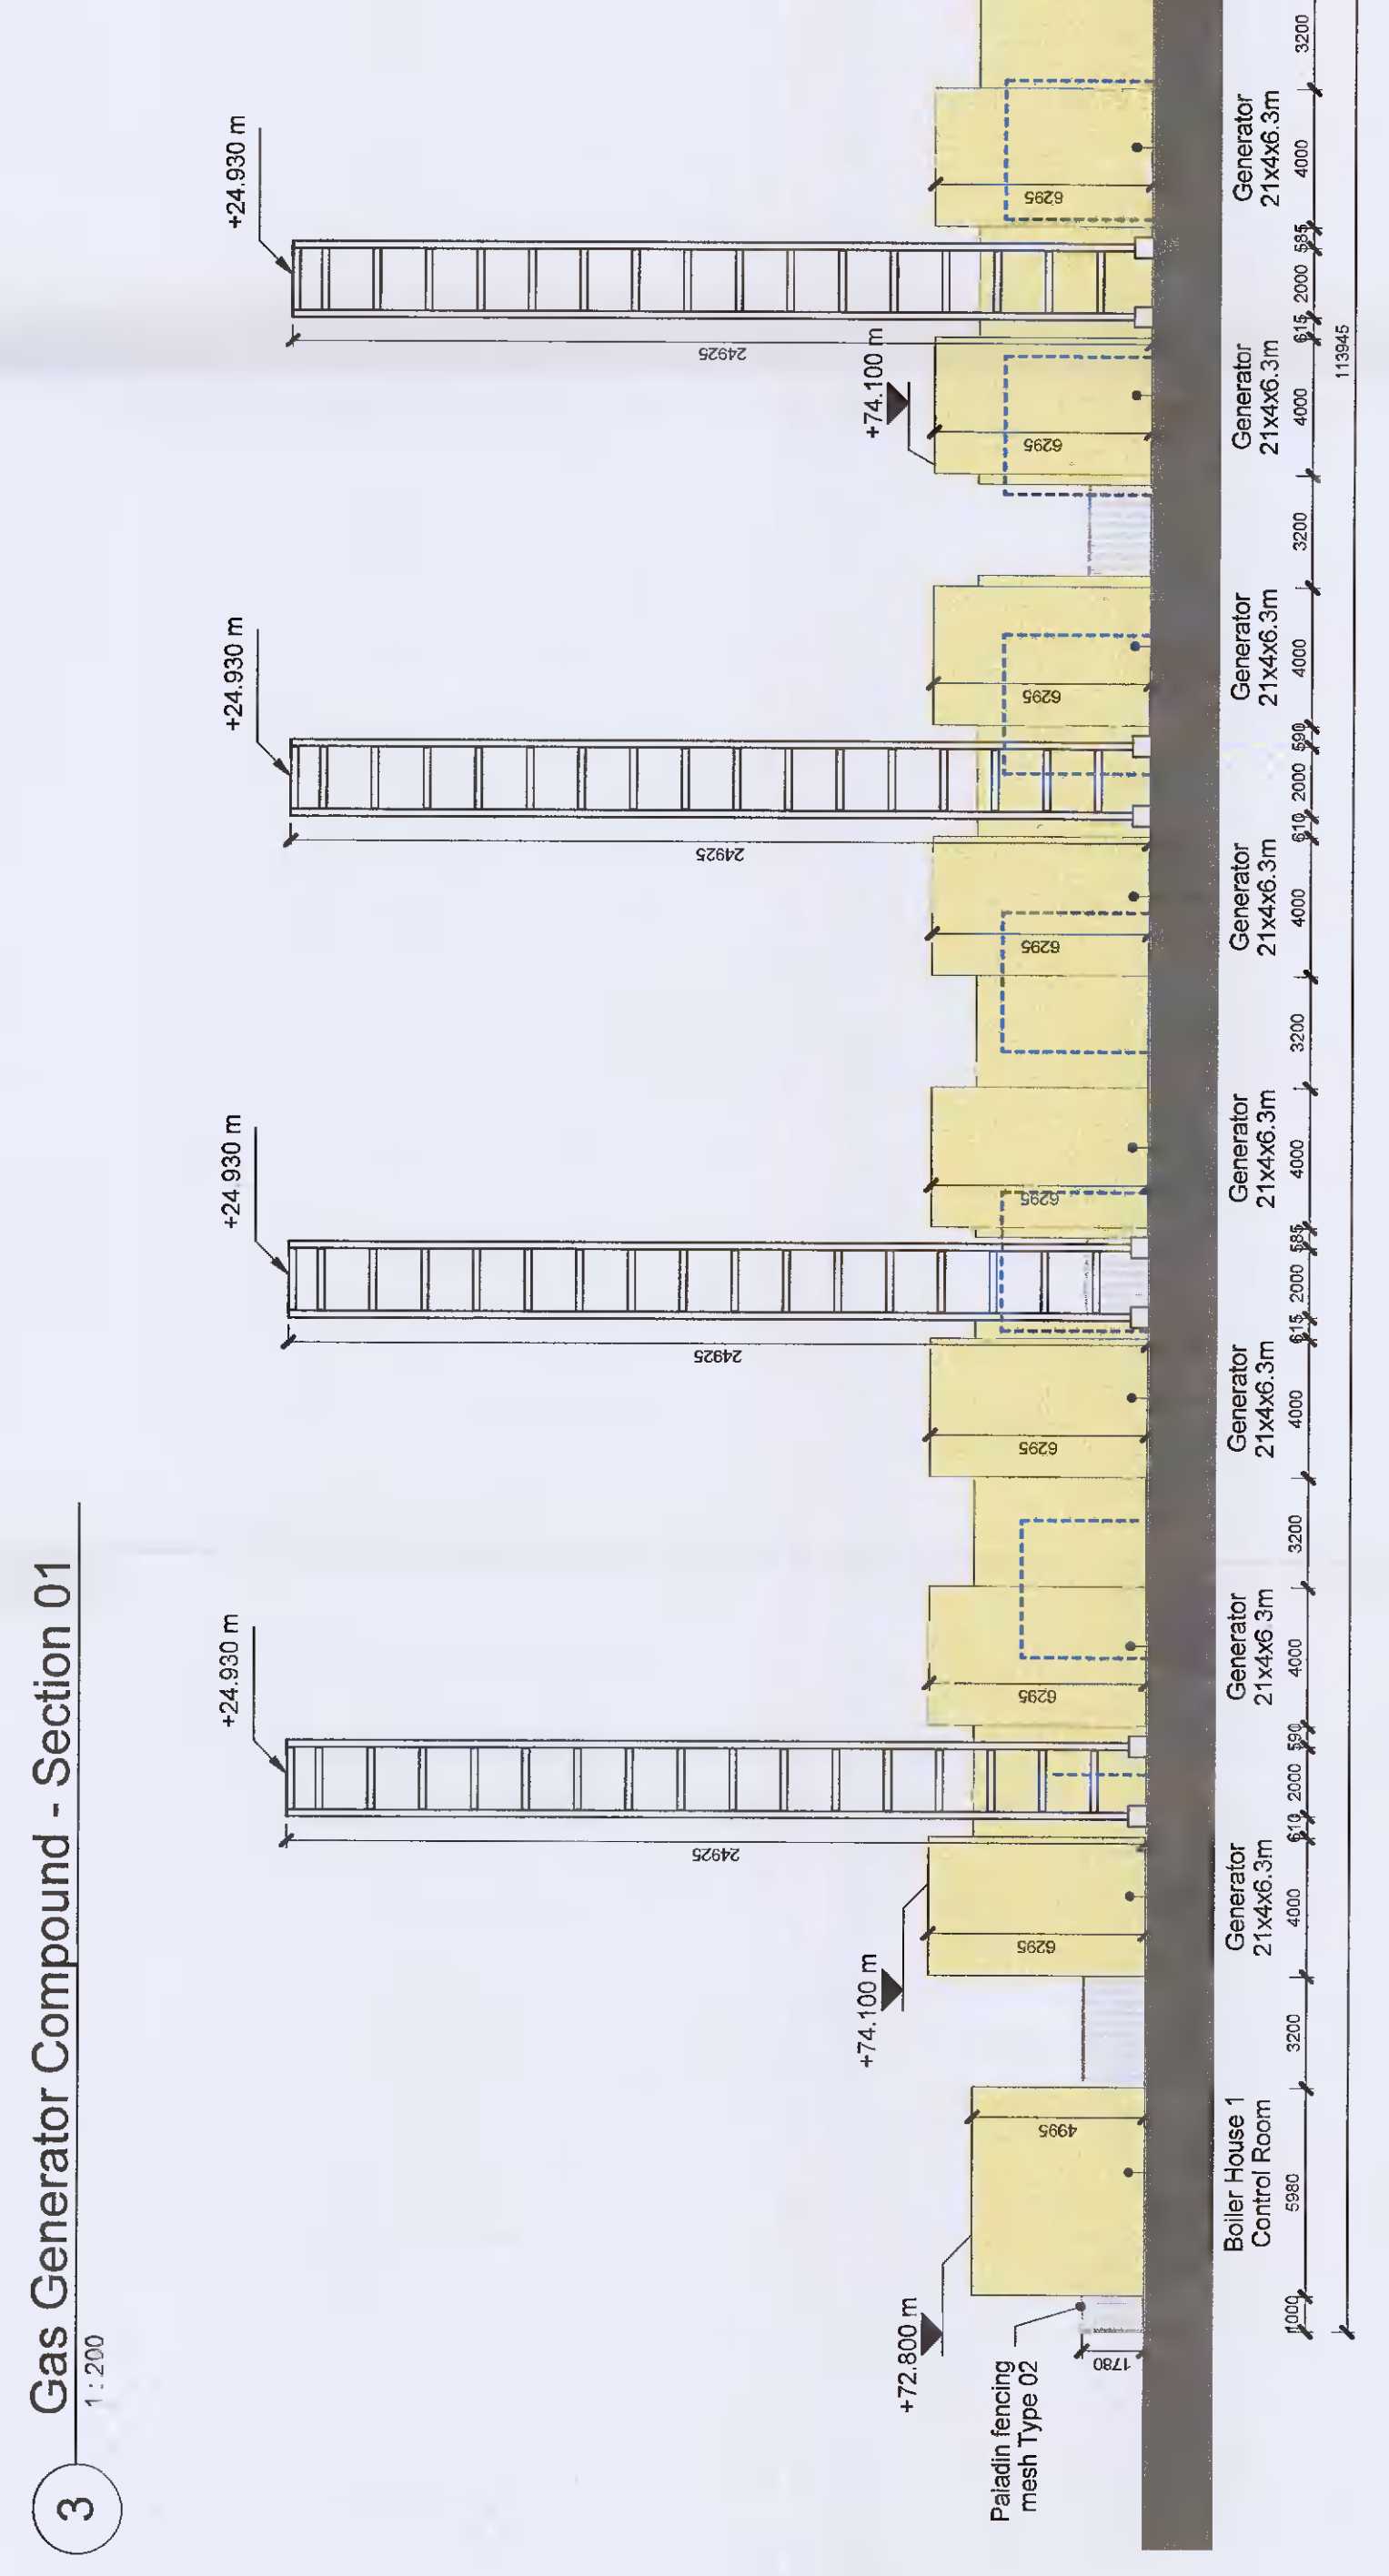 3
Gas Generator Compound - Section 01
1 : 200
+24.930 m
+24.930 m
+24.930 m
+24.930 m
24925
24925
24925
24925
+72.800 m
+74.100 m
+74.100 m
Paladin fencing
mesh Type 02
1780
4995
6295
6295
6295
6295
6295
6295
6295
6295
Boiler House 1
Control Room
Generator
21x4x6.3m
Generator
21x4x6.3m
Generator
21x4x6.3m
Generator
21x4x6.3m
Generator
21x4x6.3m
Generator
21x4x6.3m
Generator
21x4x6.3m
Generator
21x4x6.3m
1000 5980 3200 4000 610 2000 590 4000 3200 4000 615 2000 585 4000 3200 4000 610 2000 590 4000 3200 4000 615 2000 585 4000 3200
113945